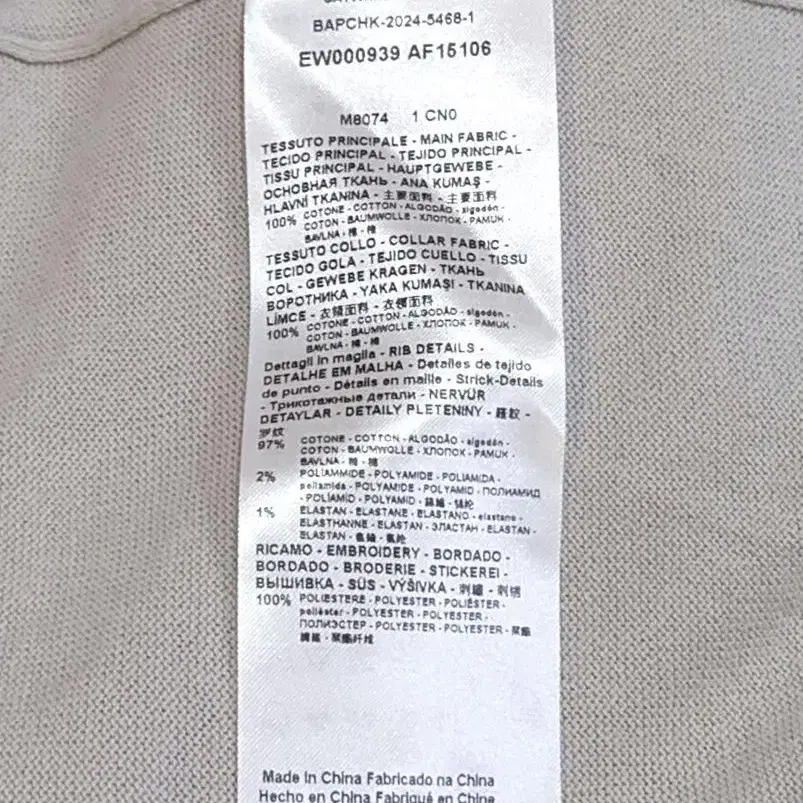 BAPCHK-2024-5468-1
EW000939 AF15106
M8074 1 CN0
TESSUTO PRINCIPALE - MAIN FABRIC -
TECIDO PRINCIPAL - TEJIDO PRINCIPAL -
TISSU PRINCIPAL - HAUPTGEWEBE -
ОСНОВНАЯ ТКАНЬ - ANA KUMAŞ -
HLAVNÍ TKANINA - 主要面料 - 主要面料
100% COTONE - COTTON - ALGODÃO - algodón -
COTON - BAUMWOLLE - ХЛОПОК - PAMUK -
BAVLNA - 棉 - 棉
TESSUTO COLLO - COLLAR FABRIC -
TECIDO GOLA - TEJIDO CUELLO - TISSU
COL - GEWEBE KRAGEN - ТКАНЬ
ВОРОТНИКА - YAKA KUMAŞI - TKANINA
LÍMCE - 衣領面料 - 衣领面料
100% COTONE - COTTON - ALGODÃO - algodón -
COTON - BAUMWOLLE - ХЛОПОК - PAMUK -
BAVLNA - 棉 - 棉
Dettagli in maglia - RIB DETAILS -
DETALHE EM MALHA - Detalles de tejido
de punto - Détails en maille - Strick-Details
- Трикотажные детали - NERVÜR
DETAYLAR - DETAILY PLETENINY - 羅紋 -
罗纹
97% COTONE - COTTON - ALGODÃO - algodón -
COTON - BAUMWOLLE - ХЛОПОК - PAMUK -
BAVLNA - 棉 - 棉
2% POLIAMMIDE - POLYAMIDE - POLIAMIDA -
poliamida - POLYAMIDE - POLYAMID - ПОЛИАМИД
- POLİAMİD - POLYAMID - 錦綸 - 锦纶
1% ELASTAN - ELASTANE - ELASTANO - elastano -
ELASTHANNE - ELASTAN - ЭЛАСТАН - ELASTAN -
ELASTAN - 氨綸 - 氨纶
RICAMO - EMBROIDERY - BORDADO -
BORDADO - BRODERIE - STICKEREI -
ВЫШИВКА - SÜS - VÝŠIVKA - 刺繡 - 刺绣
100% POLIESTERE - POLYESTER - POLIÉSTER -
poliéster - POLYESTER - POLYESTER -
ПОЛИЭСТЕР - POLYESTER - POLYESTER - 聚酯
纖維 - 聚酯纤维
Made in China Fabricado na China
Hecho en China Fabriqué en Chine